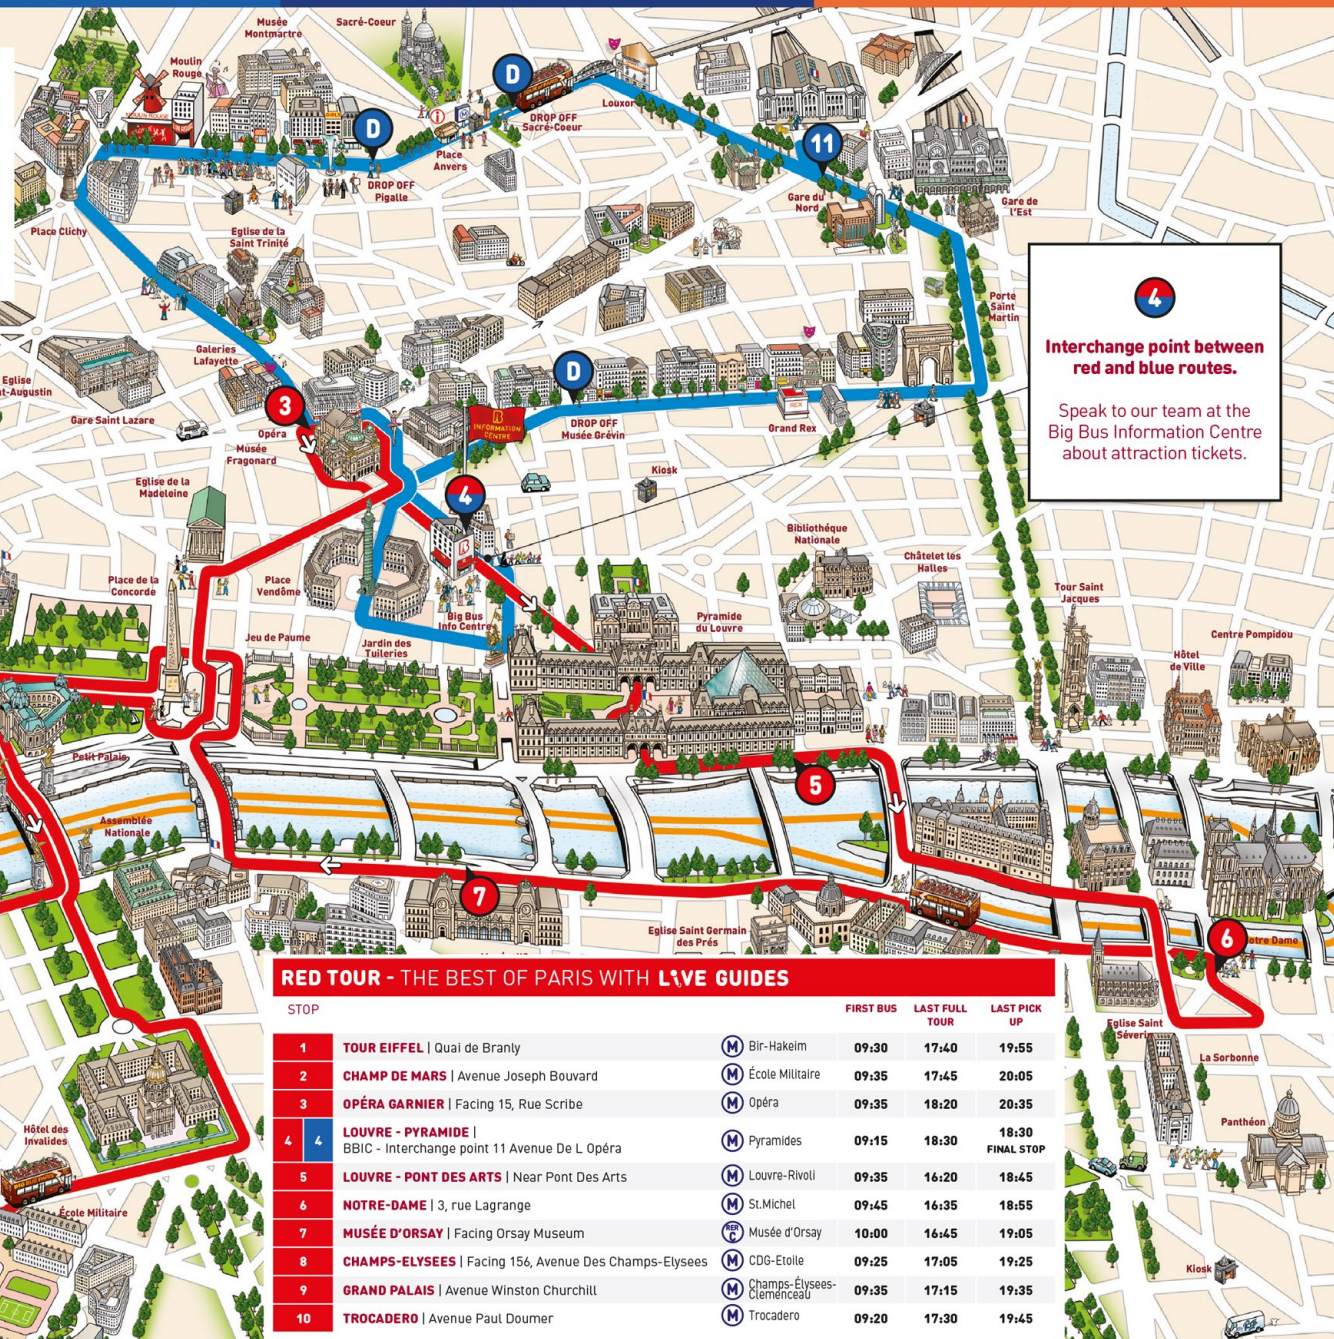 Musée
Montmartre
Sacré-Coeur
Moulin
Rouge
MOULIN ROUGE
D
Louxor
DROP OFF
Sacré-Coeur
D
11
Place
Anvers
DROP OFF
Pigalle
Gare du
Nord
Gare de
l'Est
Place Clichy
Eglise de la
Saint Trinité
4
Interchange point between
red and blue routes.
Speak to our team at the
Big Bus Information Centre
about attraction tickets.
Porte
Saint
Martin
Galeries
Lafayette
Eglise
nt-Augustin
D
3
REX
Gare Saint Lazare
Opéra
INFORMATION
CENTRE
DROP OFF
Musée Grévin
Grand Rex
Musée
Fragonard
Kiosk
Eglise de la
Madeleine
4
Bibliothéque
Nationale
Châtelet les
Halles
Place de la
Concorde
Place
Vendôme
Tour Saint
Jacques
Big Bus
Info Centre
Pyramide
du Louvre
Jeu de Paume
Jardin des
Tuileries
Centre Pompidou
Hôtel
de Ville
Petit Palais
5
Assemblée
Nationale
7
Eglise Saint Germain
des Prés
6
otre Dame
RED TOUR - THE BEST OF PARIS WITH LIVE GUIDES
STOP FIRST BUS LAST FULL TOUR LAST PICK UP
1 TOUR EIFFEL | Quai de Branly M Bir-Hakeim 09:30 17:40 19:55
2 CHAMP DE MARS | Avenue Joseph Bouvard M École Militaire 09:35 17:45 20:05
3 OPÉRA GARNIER | Facing 15, Rue Scribe M Opéra 09:35 18:20 20:35
4 4 LOUVRE - PYRAMIDE |
BBIC - Interchange point 11 Avenue De L Opéra M Pyramides 09:15 18:30 18:30
FINAL STOP
5 LOUVRE - PONT DES ARTS | Near Pont Des Arts M Louvre-Rivoli 09:35 16:20 18:45
6 NOTRE-DAME | 3, rue Lagrange M St.Michel 09:45 16:35 18:55
7 MUSÉE D'ORSAY | Facing Orsay Museum RER C Musée d'Orsay 10:00 16:45 19:05
8 CHAMPS-ELYSEES | Facing 156, Avenue Des Champs-Elysees M CDG-Etoile 09:25 17:05 19:25
9 GRAND PALAIS | Avenue Winston Churchill M Champs-Élysees-Clemenceau 09:35 17:15 19:35
10 TROCADERO | Avenue Paul Doumer M Trocadero 09:20 17:30 19:45
Eglise Saint
Séverin
La Sorbonne
Panthéon
Hôtel des
Invalides
École Militaire
Kiosk